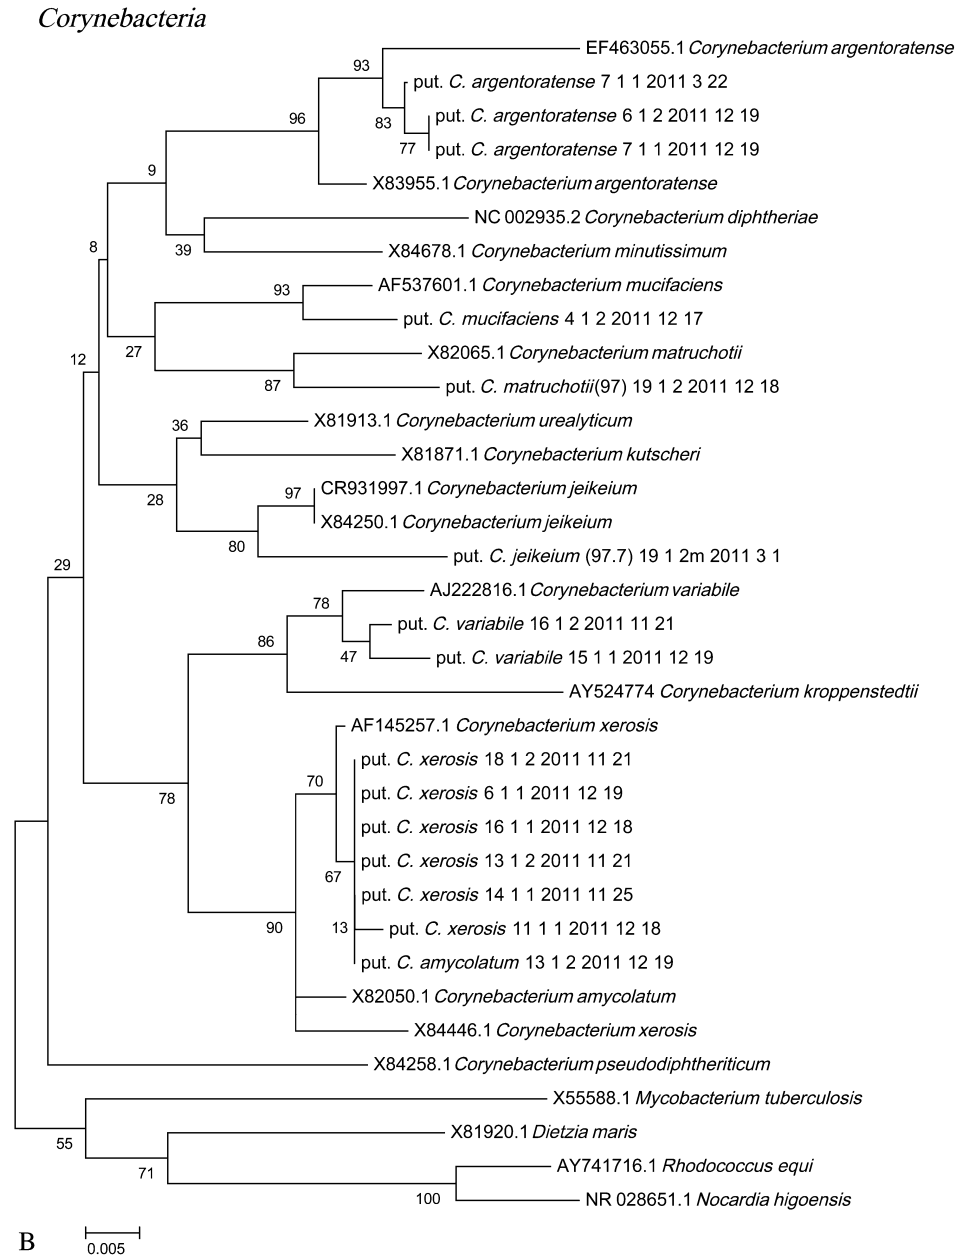 Corynebacteria
EF463055.1 Corynebacterium argentoratense
93
put. C. argentoratense 7 1 1 2011 3 22
96
put. C. argentoratense 6 1 2 2011 12 19
83
77
put. C. argentoratense 7 1 1 2011 12 19
9
X83955.1 Corynebacterium argentoratense
NC 002935.2 Corynebacterium diphtheriae
8
39
X84678.1 Corynebacterium minutissimum
93
AF537601.1 Corynebacterium mucifaciens
put. C. mucifaciens 4 1 2 2011 12 17
12
27
X82065.1 Corynebacterium matruchotii
87
put. C. matruchotii(97) 19 1 2 2011 12 18
36
X81913.1 Corynebacterium urealyticum
X81871.1 Corynebacterium kutscheri
28
97
CR931997.1 Corynebacterium jeikeium
X84250.1 Corynebacterium jeikeium
80
put. C. jeikeium (97.7) 19 1 2m 2011 3 1
29
78
AJ222816.1 Corynebacterium variabile
put. C. variabile 16 1 2 2011 11 21
86
47
put. C. variabile 15 1 1 2011 12 19
AY524774 Corynebacterium kroppenstedtii
AF145257.1 Corynebacterium xerosis
put. C. xerosis 18 1 2 2011 11 21
70
78
put. C. xerosis 6 1 1 2011 12 19
put. C. xerosis 16 1 1 2011 12 18
put. C. xerosis 13 1 2 2011 11 21
67
put. C. xerosis 14 1 1 2011 11 25
90
13
put. C. xerosis 11 1 1 2011 12 18
put. C. amycolatum 13 1 2 2011 12 19
X82050.1 Corynebacterium amycolatum
X84446.1 Corynebacterium xerosis
X84258.1 Corynebacterium pseudodiphtheriticum
X55588.1 Mycobacterium tuberculosis
55
X81920.1 Dietzia maris
71
AY741716.1 Rhodococcus equi
100
NR 028651.1 Nocardia higoensis
B
0.005